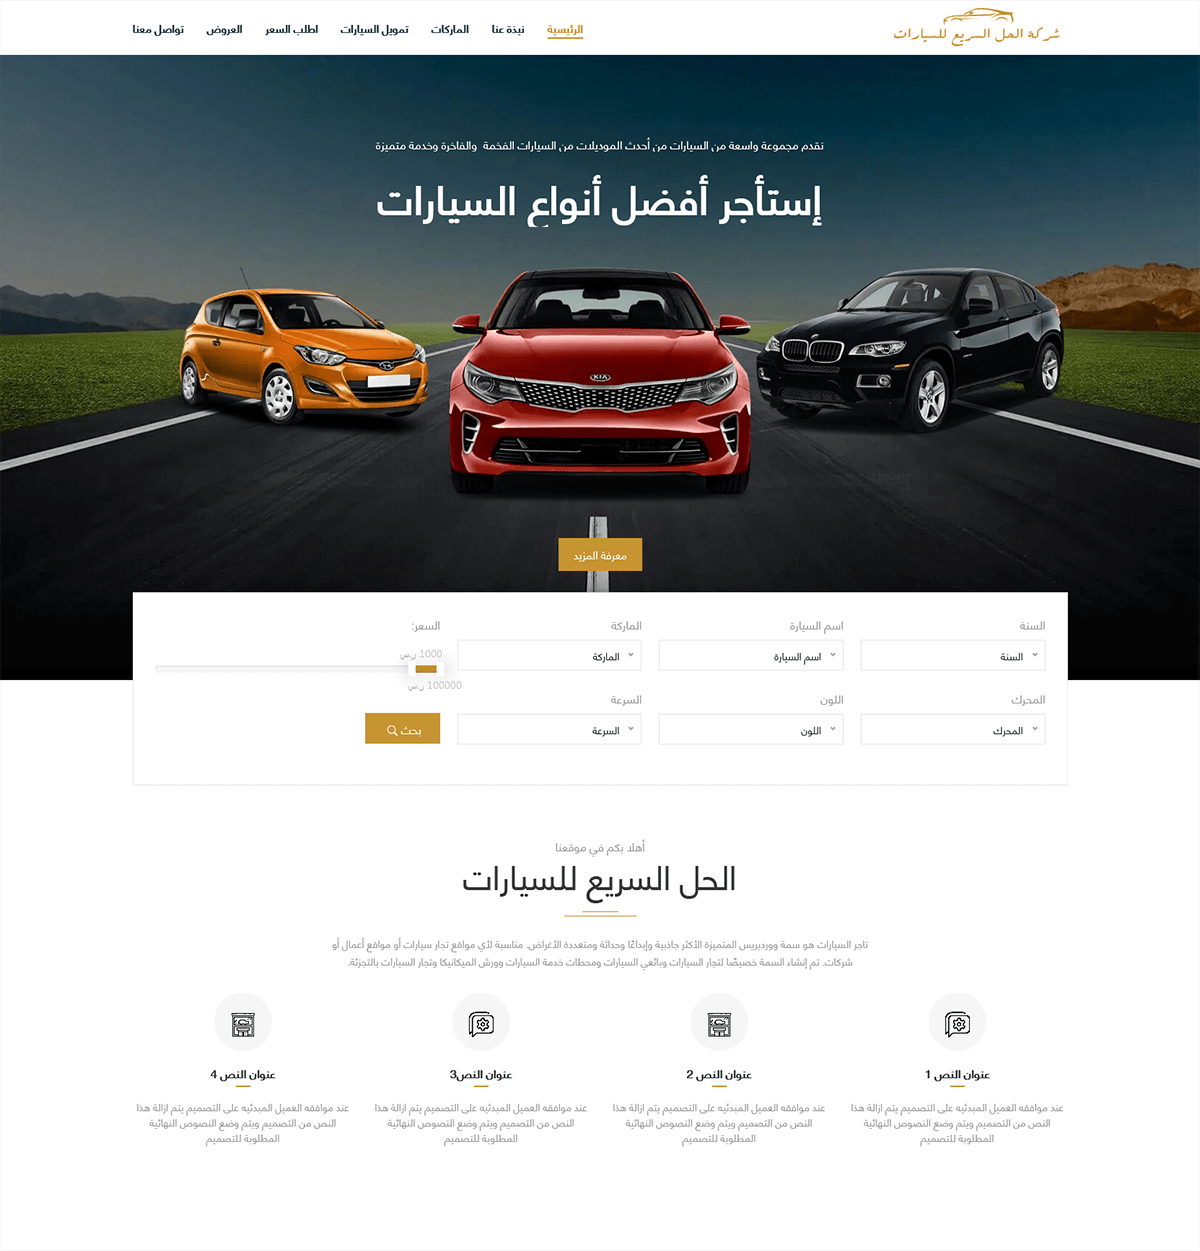 شركة الحل السريع للسيارات
الرئيسية نبذة عنا الماركات تمويل السيارات اطلب السعر العروض تواصل معنا
نقدم مجموعة واسعة من السيارات من أحدث الموديلات من السيارات الفخمة والفاخرة وخدمة متميزة
إستأجر أفضل أنواع السيارات
KIA
معرفة المزيد
السنة اسم السيارة الماركة السعر:
السنة اسم السيارة الماركة
1000 ر.س
100000 ر.س
المحرك اللون السرعة
المحرك اللون السرعة بحث
أهلا بكم في موقعنا
الحل السريع للسيارات
تاجر السيارات هو سمة ووردبريس المتميزة الأكثر جاذبية وإبداعًا وحداثة ومتعددة الأغراض. مناسبة لأي مواقع تجار سيارات أو مواقع أعمال أو
شركات. تم إنشاء السمة خصيصًا لتجار السيارات وبائعي السيارات ومحطات خدمة السيارات وورش الميكانيكا وتجار السيارات بالتجزئة.
عنوان النص 1
عند موافقه العميل المبدئيه على التصميم يتم ازالة هذا
النص من التصميم ويتم وضع النصوص النهائية
المطلوبة للتصميم
عنوان النص 2
عند موافقه العميل المبدئيه على التصميم يتم ازالة هذا
النص من التصميم ويتم وضع النصوص النهائية
المطلوبة للتصميم
عنوان النص3
عند موافقه العميل المبدئيه على التصميم يتم ازالة هذا
النص من التصميم ويتم وضع النصوص النهائية
المطلوبة للتصميم
عنوان النص 4
عند موافقه العميل المبدئيه على التصميم يتم ازالة هذا
النص من التصميم ويتم وضع النصوص النهائية
المطلوبة للتصميم